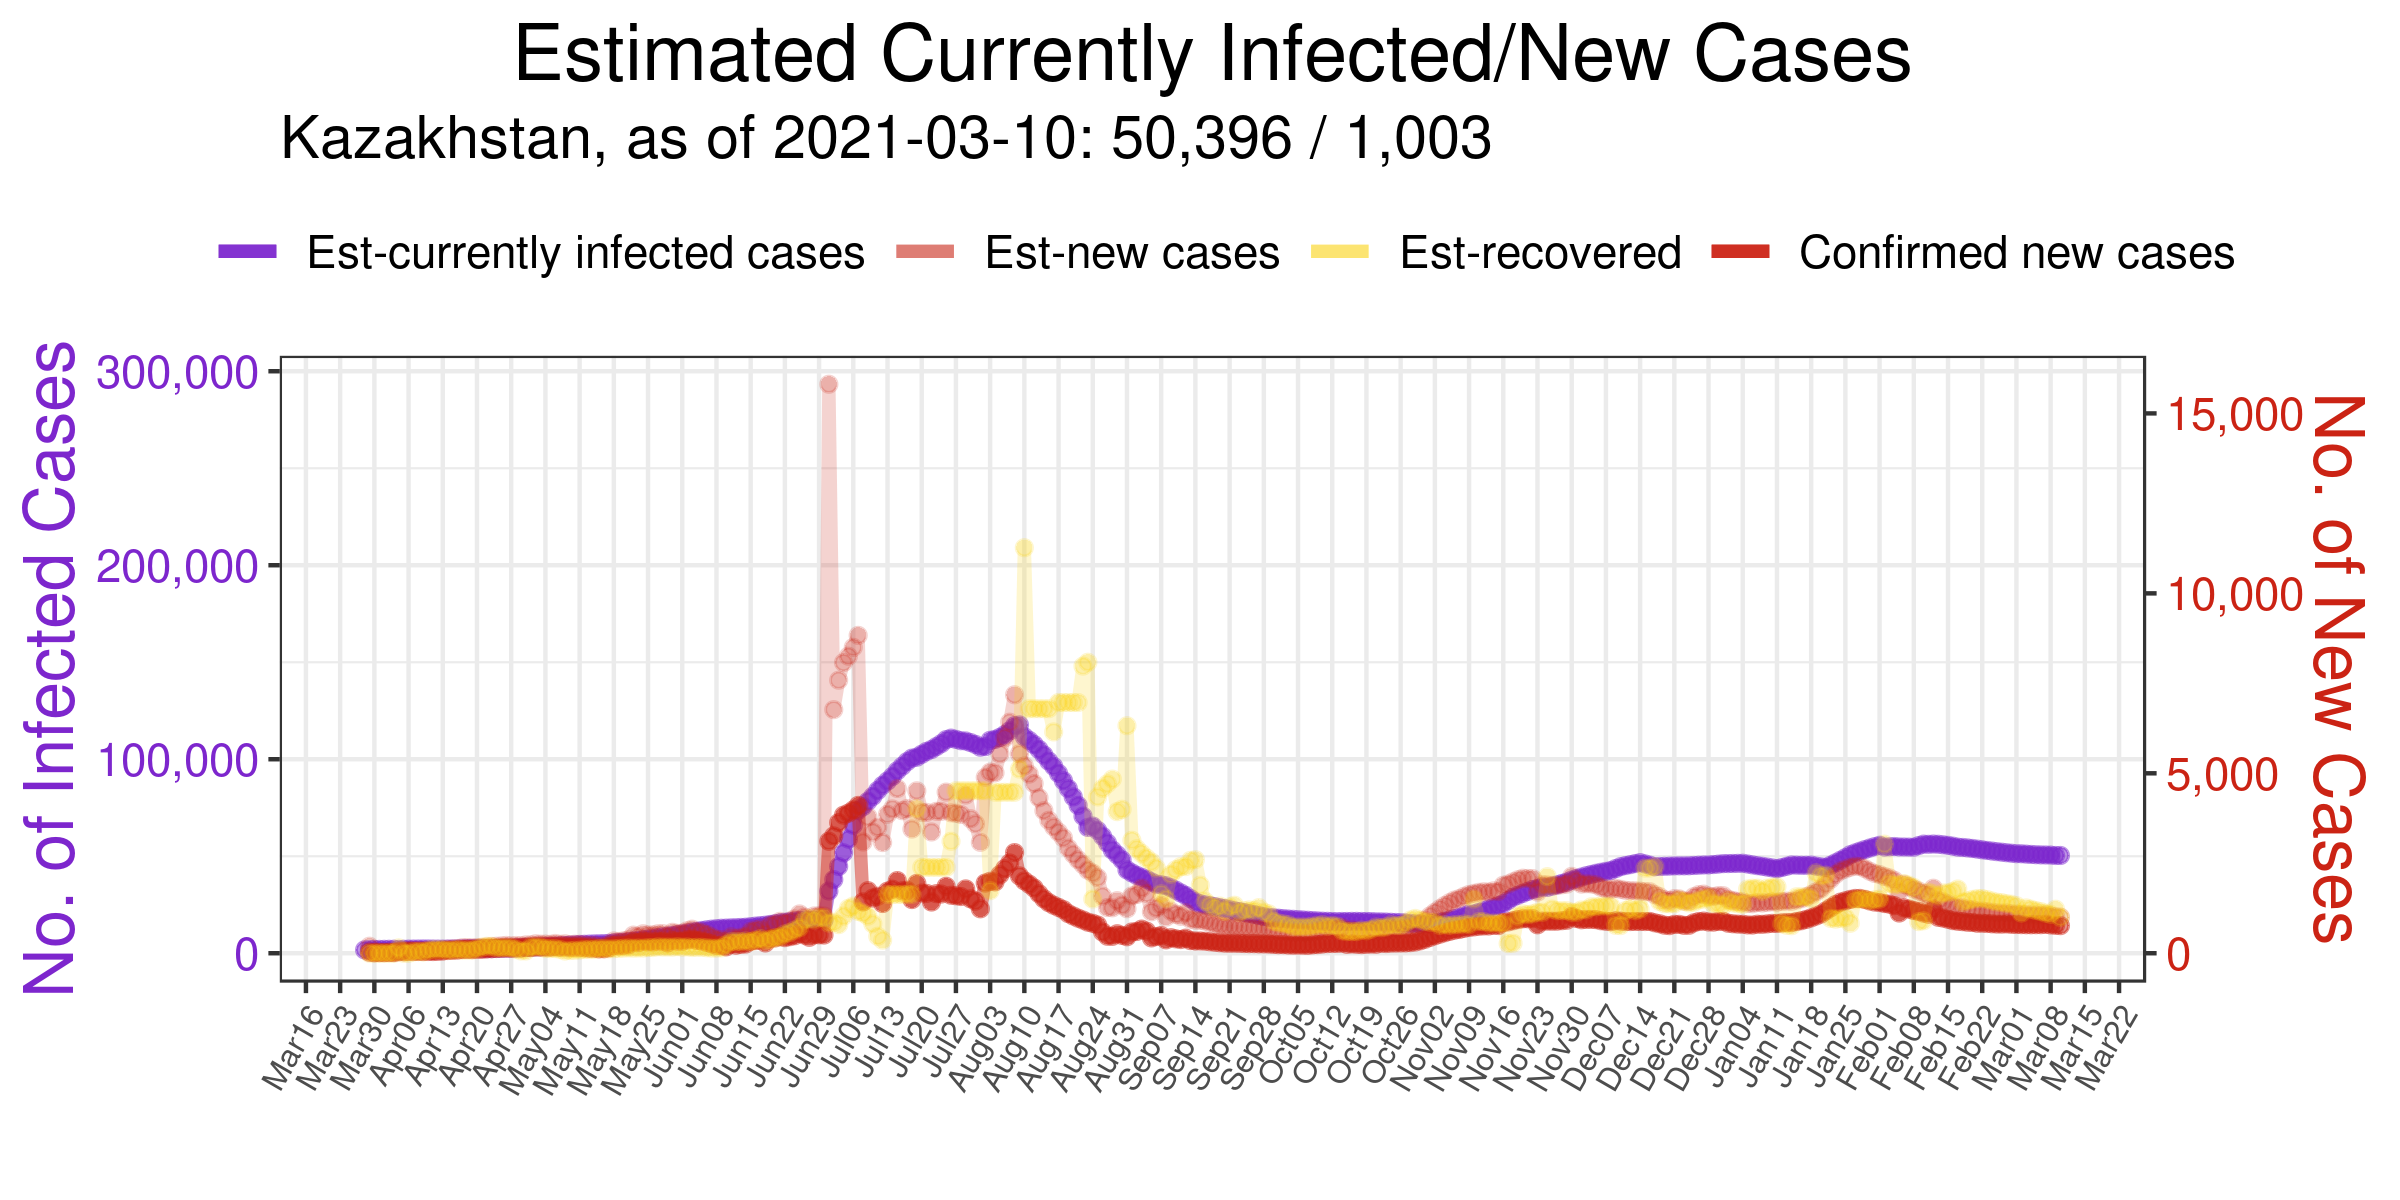 Estimated Currently Infected/New Cases
Kazakhstan, as of 2021-03-10: 50,396 / 1,003
Est-currently infected cases Est-new cases Est-recovered Confirmed new cases
No. of Infected Cases
300,000
200,000
100,000
0
15,000
10,000
5,000
0
No. of New Cases
Mar16 Mar23 Mar30 Apr06 Apr13 Apr20 Apr27 May04 May11 May18 May25 Jun01 Jun08 Jun15 Jun22 Jun29 Jul06 Jul13 Jul20 Jul27 Aug03 Aug10 Aug17 Aug24 Aug31 Sep07 Sep14 Sep21 Sep28 Oct05 Oct12 Oct19 Oct26 Nov02 Nov09 Nov16 Nov23 Nov30 Dec07 Dec14 Dec21 Dec28 Jan04 Jan11 Jan18 Jan25 Feb01 Feb08 Feb15 Feb22 Mar01 Mar08 Mar15 Mar22